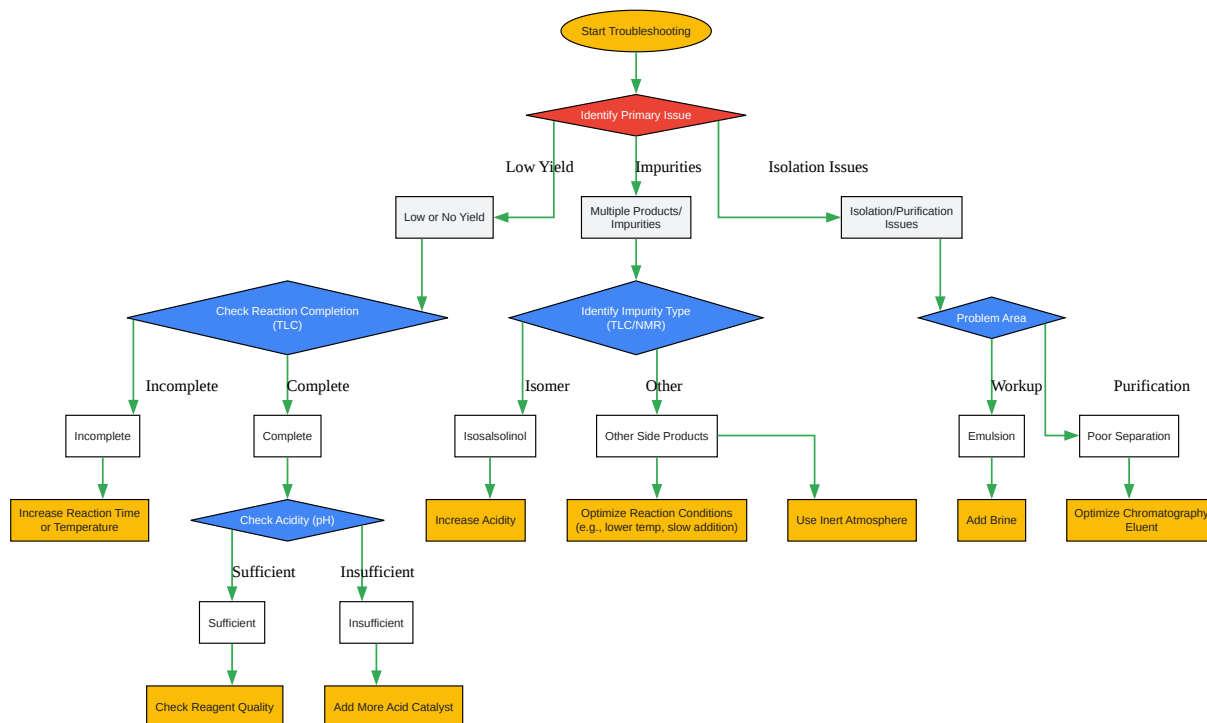 Start Troubleshooting
Identify Primary Issue
Low Yield
Impurities
Isolation Issues
Low or No Yield
Multiple Products/
Impurities
Isolation/Purification
Issues
Check Reaction Completion
(TLC)
Identify Impurity Type
(TLC/NMR)
Problem Area
Incomplete
Complete
Isomer
Other
Workup
Purification
Incomplete
Complete
Isosalsolinol
Other Side Products
Emulsion
Poor Separation
Increase Reaction Time
or Temperature
Check Acidity (pH)
Increase Acidity
Optimize Reaction Conditions
(e.g., lower temp, slow addition)
Use Inert Atmosphere
Add Brine
Optimize Chromatography
Eluent
Sufficient
Insufficient
Sufficient
Insufficient
Check Reagent Quality
Add More Acid Catalyst